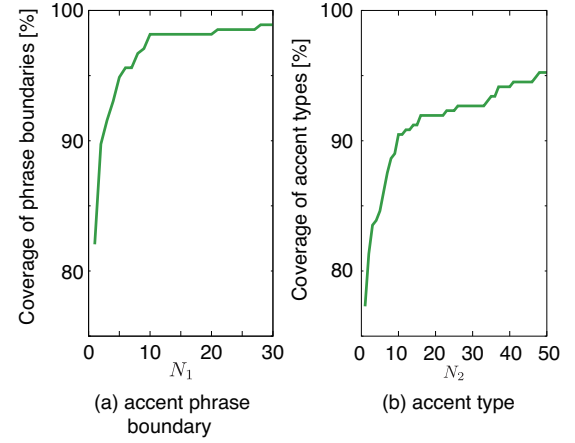 Coverage of phrase boundaries [%]
100
90
80
0
10
20
30
N1
(a) accent phrase
boundary
Coverage of accent types [%]
100
90
80
0
10
20
30
40
50
N2
(b) accent type